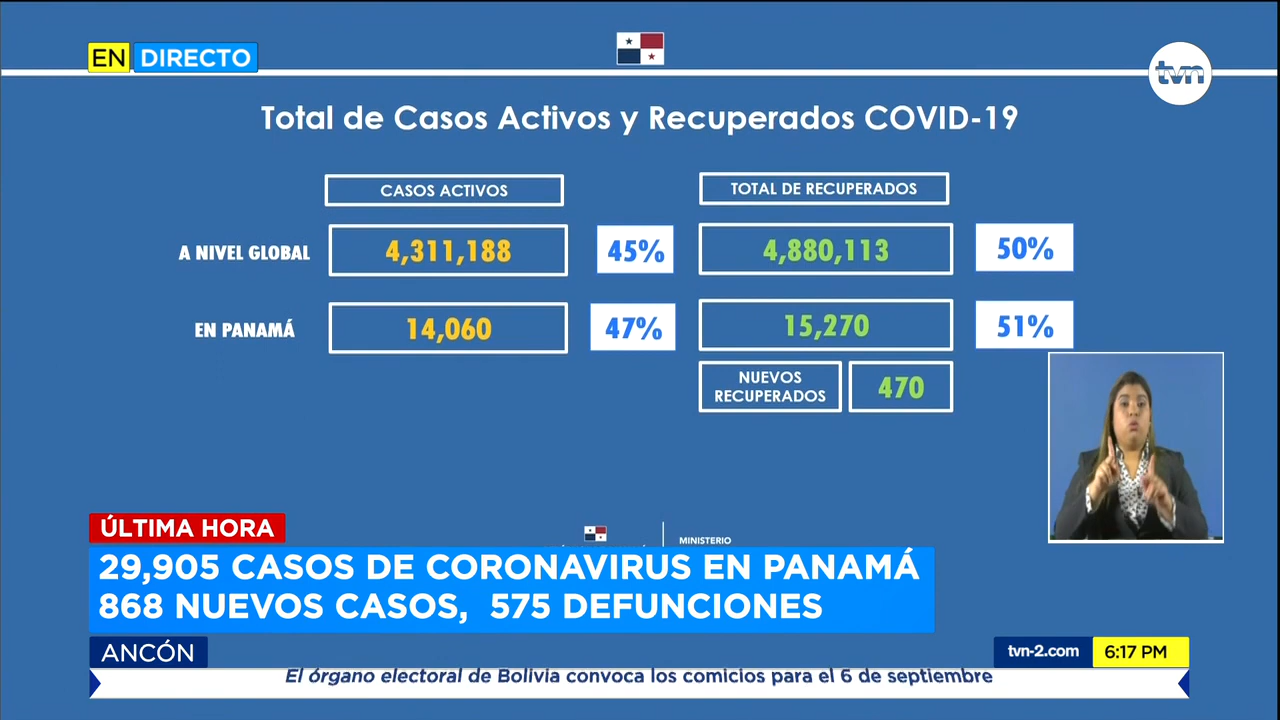 EN DIRECTO
tvn
Total de Casos Activos y Recuperados COVID-19
CASOS ACTIVOS
TOTAL DE RECUPERADOS
A NIVEL GLOBAL 4,311,188 45% 4,880,113 50%
EN PANAMÁ 14,060 47% 15,270 51%
NUEVOS
RECUPERADOS
470
MINISTERIO
ÚLTIMA HORA
29,905 CASOS DE CORONAVIRUS EN PANAMÁ
868 NUEVOS CASOS, 575 DEFUNCIONES
ANCÓN
tvn-2.com 6:17 PM
El órgano electoral de Bolivia convoca los comicios para el 6 de septiembre